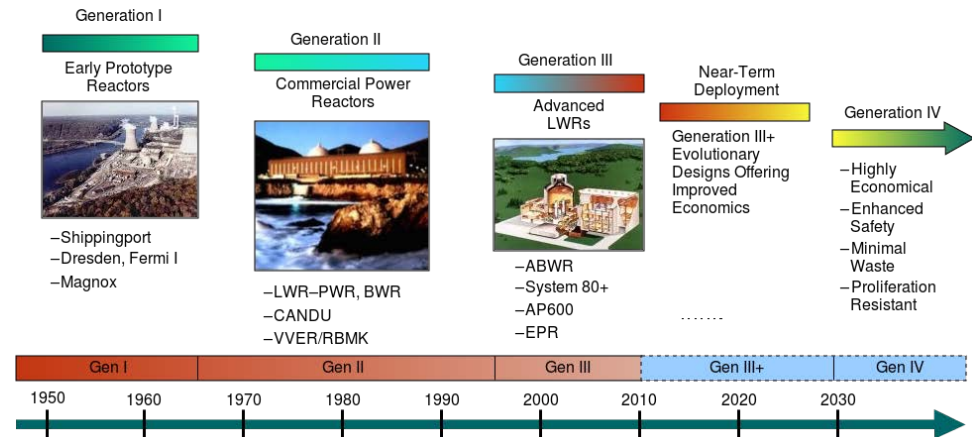 Generation I
Early Prototype
Reactors
–Shippingport
–Dresden, Fermi I
–Magnox
Generation II
Commercial Power
Reactors
–LWR–PWR, BWR
–CANDU
–VVER/RBMK
Generation III
Advanced
LWRs
–ABWR
–System 80+
–AP600
–EPR
Near-Term
Deployment
Generation III+
Evolutionary
Designs Offering
Improved
Economics
.......
Generation IV
–Highly
Economical
–Enhanced
Safety
–Minimal
Waste
–Proliferation
Resistant
Gen I Gen II Gen III Gen III+ Gen IV
1950 1960 1970 1980 1990 2000 2010 2020 2030